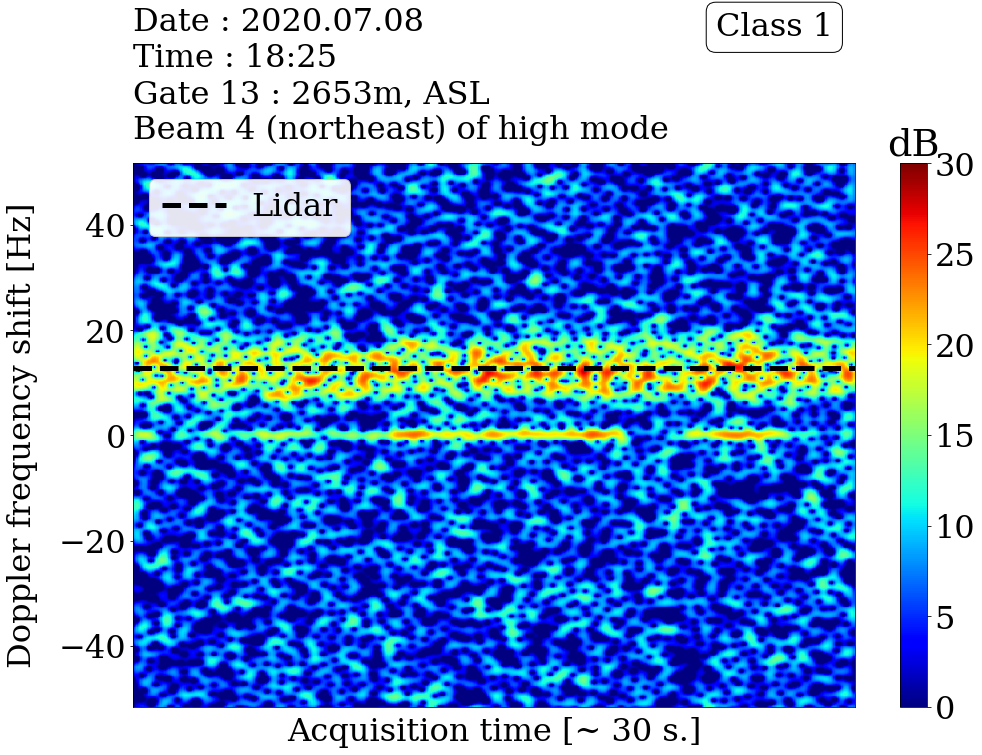 Date : 2020.07.08
Time : 18:25
Gate 13 : 2653m, ASL
Beam 4 (northeast) of high mode
Class 1
dB
Lidar
Doppler frequency shift [Hz]
40
20
0
−20
−40
Acquisition time [~ 30 s.]
30
25
20
15
10
5
0